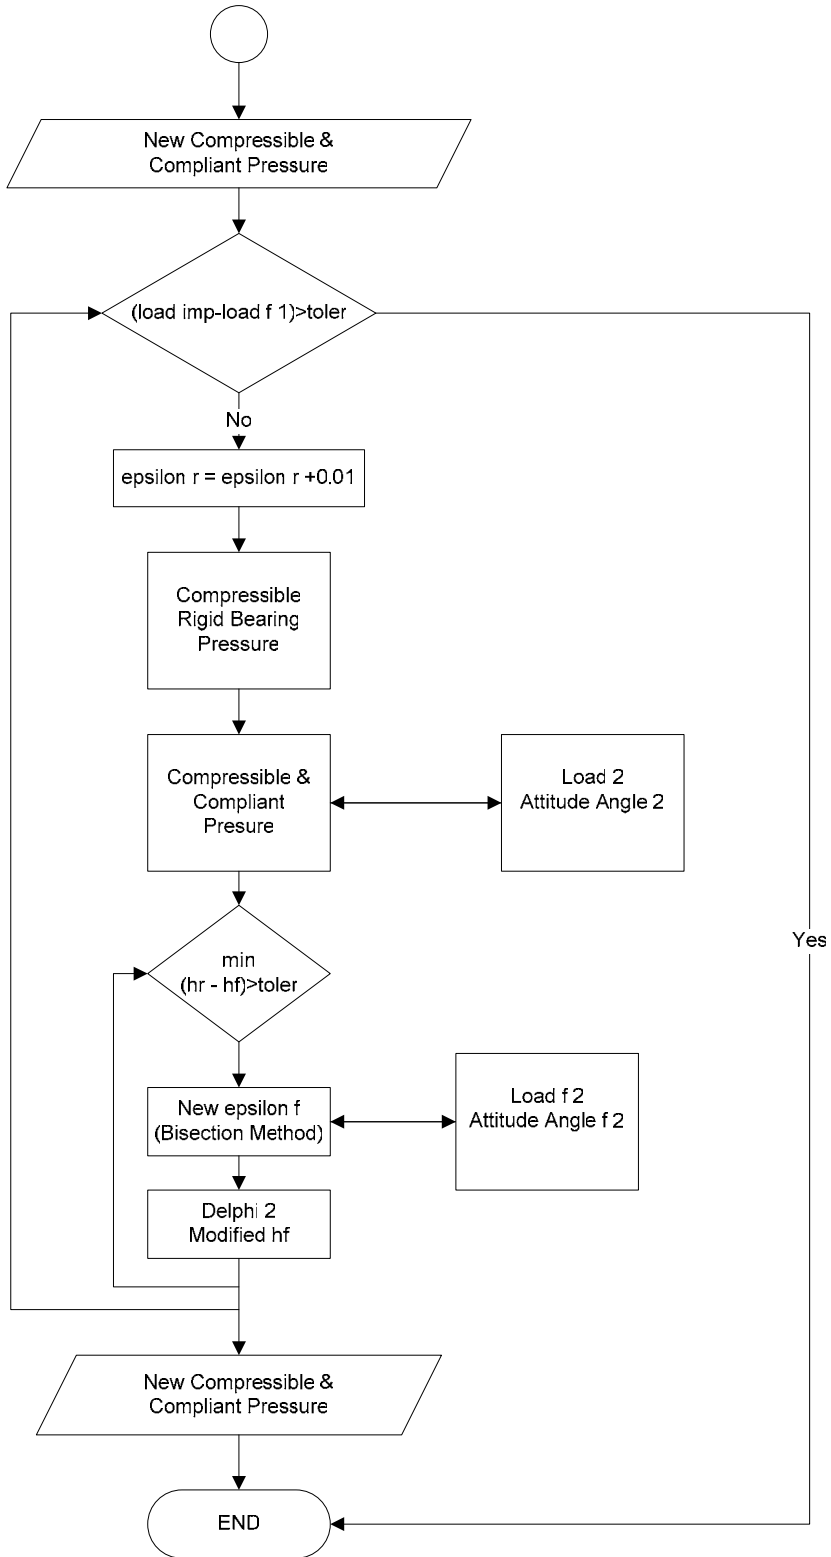 New Compressible &
Compliant Pressure
(load imp-load f 1)>toler
No
epsilon r = epsilon r +0.01
Compressible
Rigid Bearing
Pressure
Compressible &
Compliant
Presure
Load 2
Attitude Angle 2
Yes
min
(hr - hf)>toler
New epsilon f
(Bisection Method)
Load f 2
Attitude Angle f 2
Delphi 2
Modified hf
New Compressible &
Compliant Pressure
END